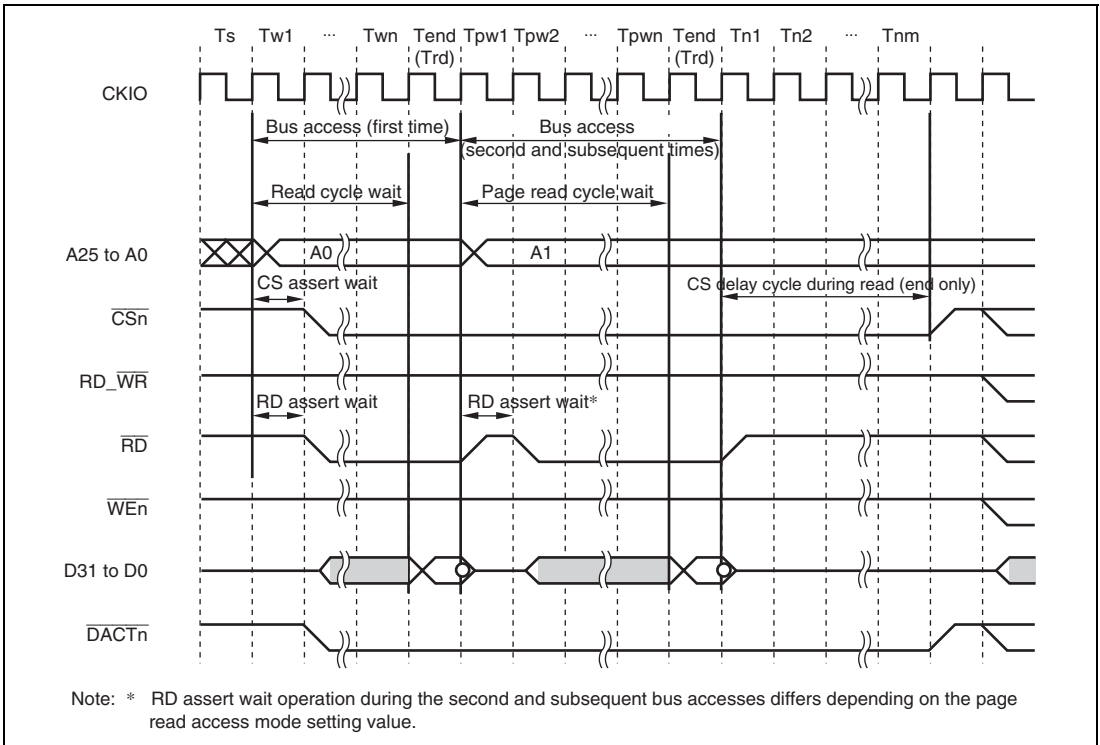 Ts Tw1 ... Twn Tend Tpw1 Tpw2 ... Tpwn Tend Tn1 Tn2 ... Tnm
(Trd) (Trd)
CKIO
Bus access (first time) Bus access
(second and subsequent times)
Read cycle wait Page read cycle wait
A25 to A0 A0 A1
CS assert wait CS delay cycle during read (end only)
CSn
RD_WR
RD assert wait RD assert wait*
RD
WEn
D31 to D0
DACTn
Note: * RD assert wait operation during the second and subsequent bus accesses differs depending on the page
read access mode setting value.